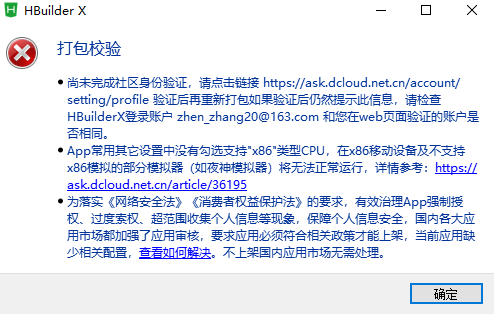 HBuilder X
打包校验
尚未完成社区身份验证，请点击链接 https://ask.dcloud.net.cn/account/
setting/profile 验证后再重新打包如果验证后仍然提示此信息，请检查
HBuilderX登录账户 zhen_zhang20@163.com 和您在web页面验证的账户是
否相同。
App常用其它设置中没有勾选支持"x86"类型CPU，在x86移动设备及不支持
x86模拟的部分模拟器（如夜神模拟器）将无法正常运行，详情参考：https://
ask.dcloud.net.cn/article/36195
为落实《网络安全法》《消费者权益保护法》的要求，有效治理App强制授
权、过度索权、超范围收集个人信息等现象，保障个人信息安全，国内各大应
用市场都加强了应用审核，要求应用必须符合相关政策才能上架，当前应用缺
少相关配置，查看如何解决。不上架国内应用市场无需处理。
确定